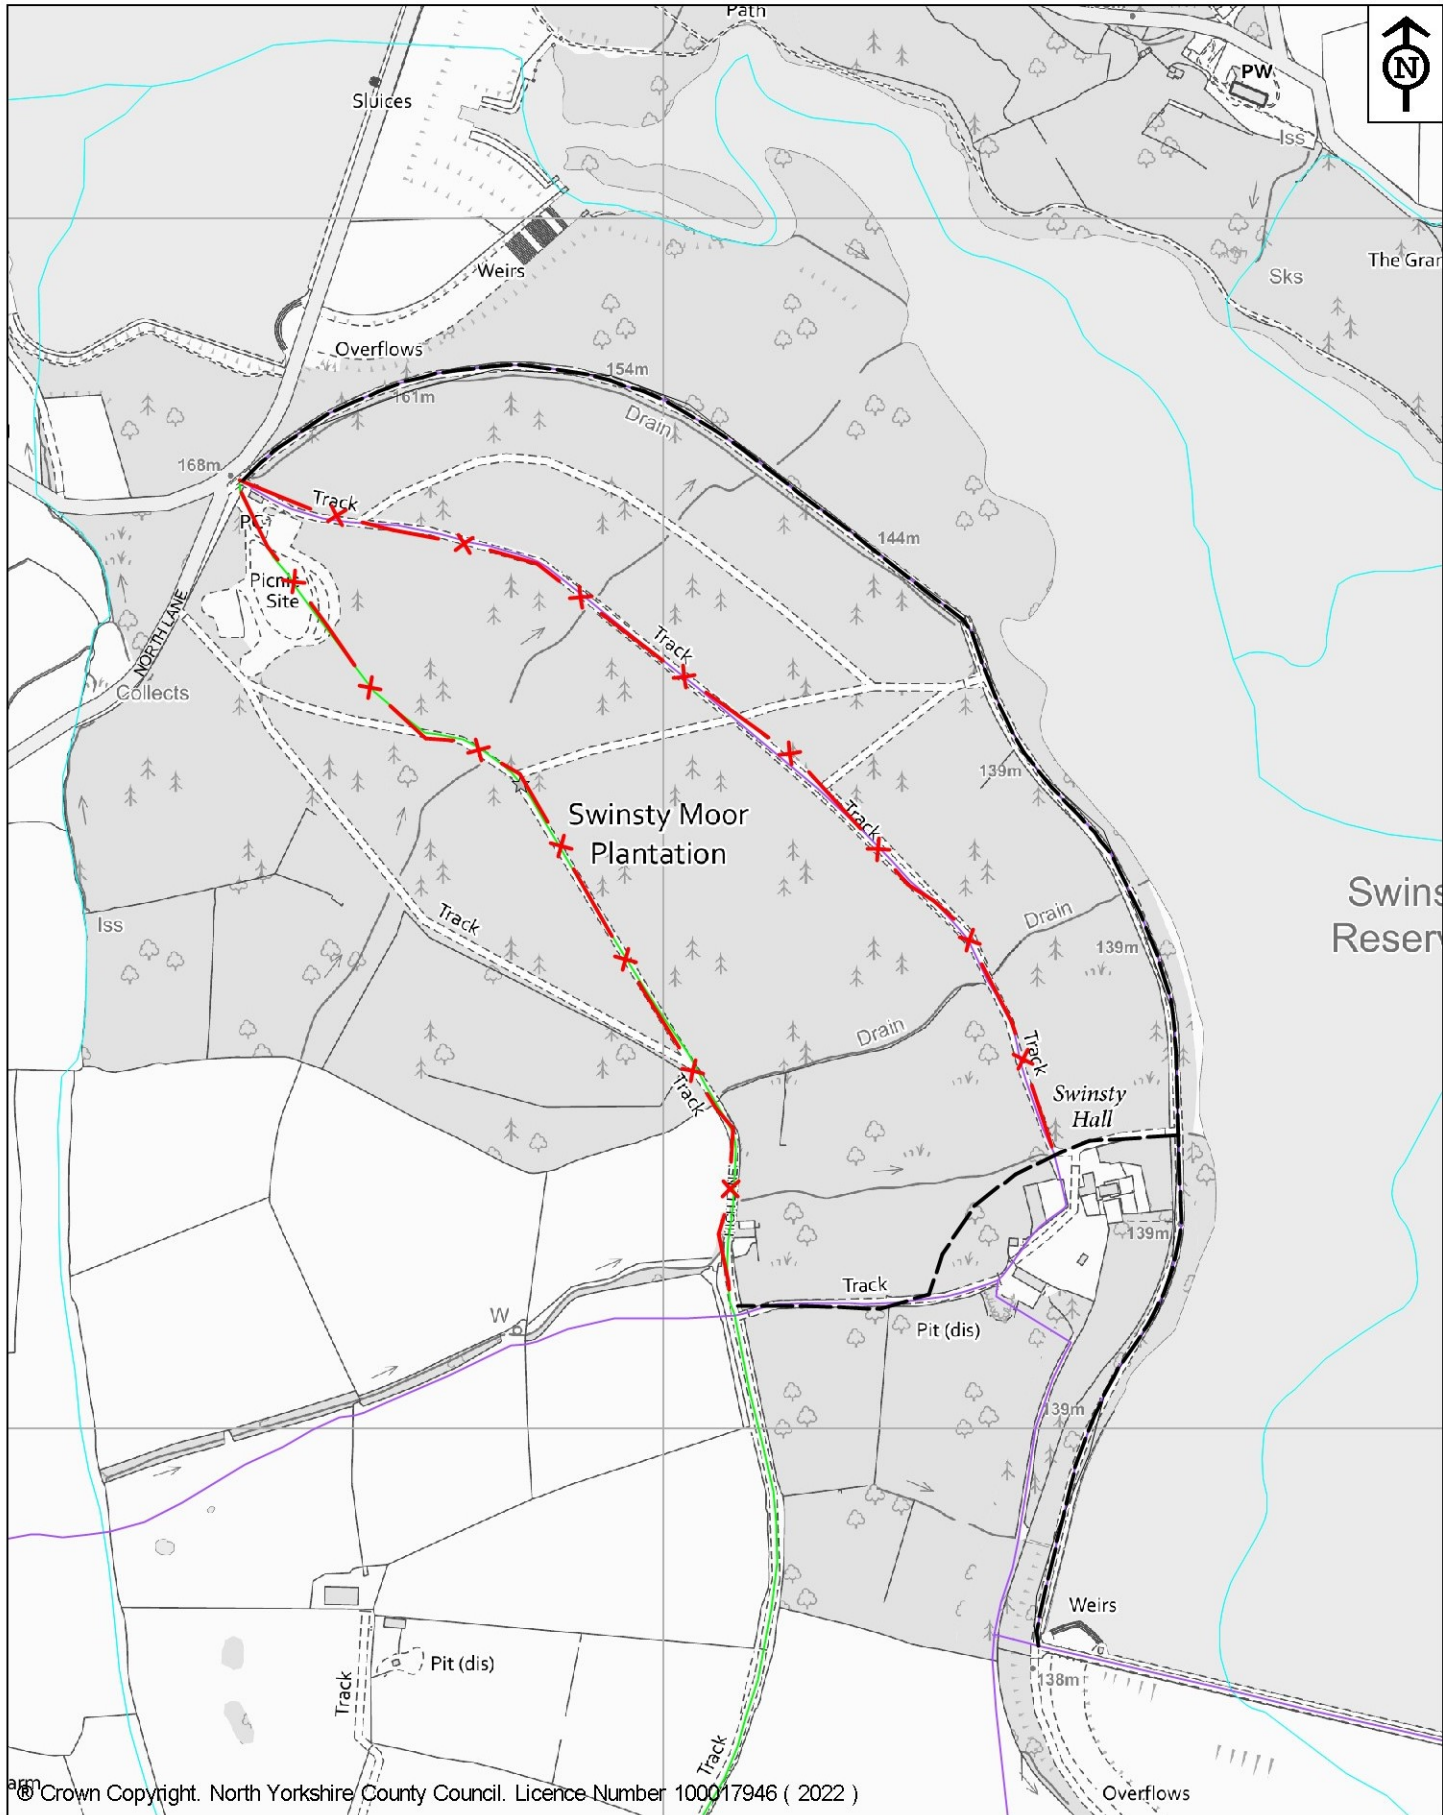 Path
N
PW
Sluices
Iss
Weirs
Sks
The Gran
Overflows
154m
161m
Drain
168m
Track
144m
Picnic
Site
Track
NORTH LANE
Collects
139m
Swinsty Moor
Plantation
Track
Swins
Reserv
Iss
Track
Drain
139m
Drain
Track
Swinsty
Hall
Track
139m
Track
W
Pit (dis)
139m
Weirs
Pit (dis)
138m
Track
Track
arm
© Crown Copyright. North Yorkshire County Council. Licence Number 100017946 ( 2022 )
Overflows